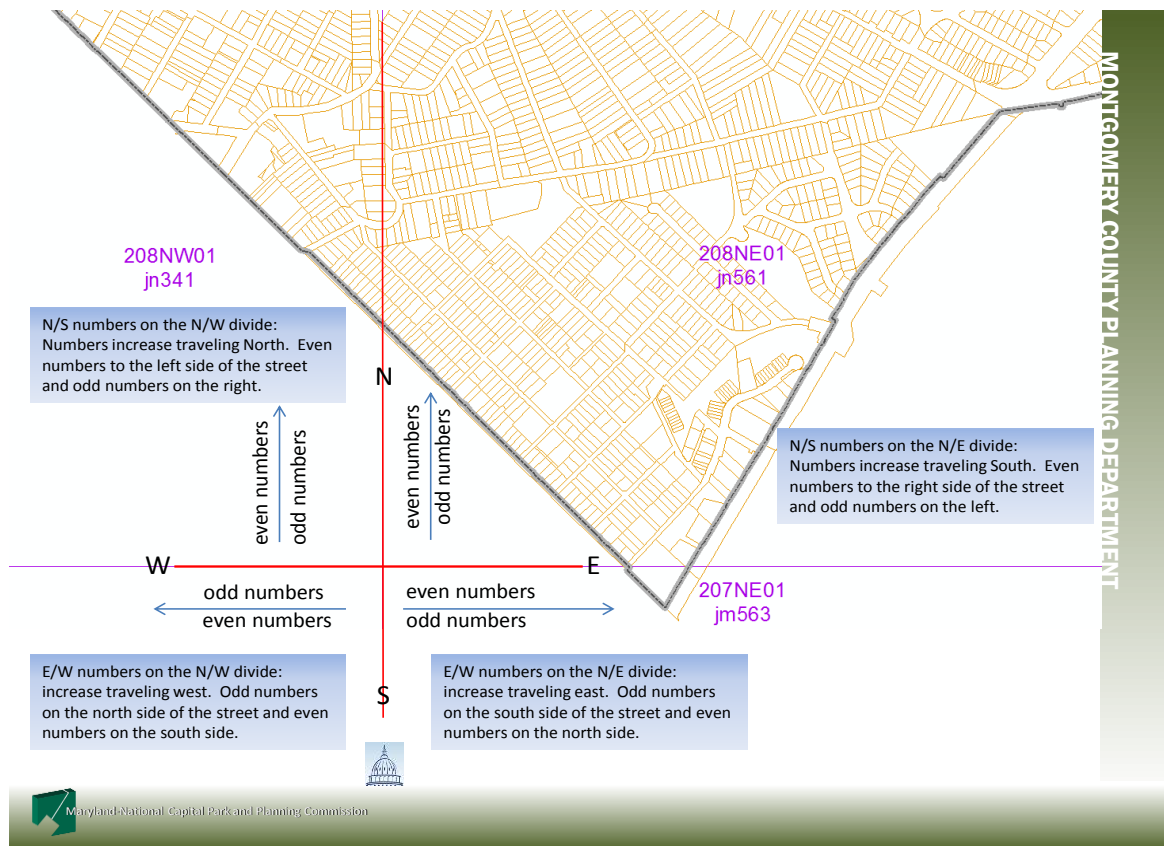 208NW01
jn341
208NE01
jn561
N/S numbers on the N/W divide:
Numbers increase traveling North.  Even
numbers to the left side of the street
and odd numbers on the right.
N
even numbers
odd numbers
even numbers
odd numbers
N/S numbers on the N/E divide:
Numbers increase traveling South.  Even
numbers to the right side of the street
and odd numbers on the left.
W
E
odd numbers
even numbers
even numbers
odd numbers
207NE01
jm563
E/W numbers on the N/W divide:
increase traveling west.  Odd numbers
on the north side of the street and even
numbers on the south side.
S
E/W numbers on the N/E divide:
increase traveling east.  Odd numbers
on the south side of the street and even
numbers on the north side.
MONTGOMERY COUNTY PLANNING DEPARTMENT
Maryland-National Capital Park and Planning Commission